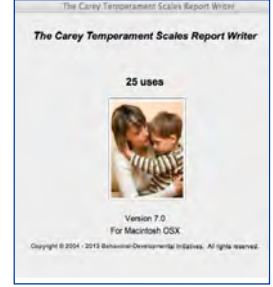 The Carey Temperament Scales Report Writer
The Carey Temperament Scales Report Writer
25 uses
Version 7.0
For Macintosh OSX
Copyright © 2004 - 2013 Behavioral-Developmental Initiatives. All rights reserved.